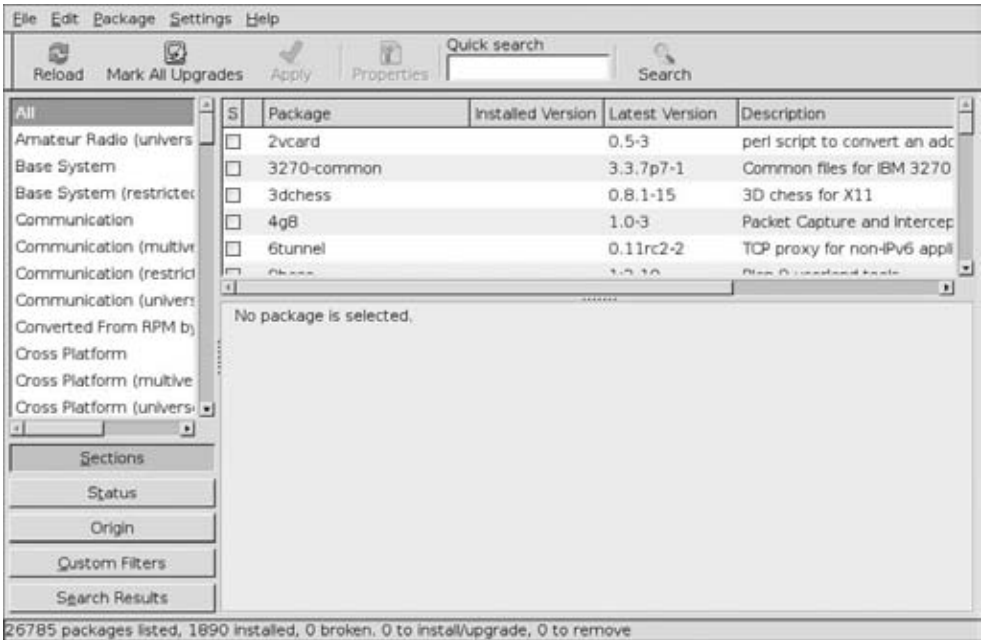 File Edit Package Settings Help
Reload Mark All Upgrades Apply Properties Quick search Search
All
Amateur Radio (univers
Base System
Base System (restricted
Communication
Communication (multive
Communication (restrict
Communication (univers
Converted From RPM by
Cross Platform
Cross Platform (multive
Cross Platform (univers
Sections
Status
Origin
Custom Filters
Search Results
S Package Installed Version Latest Version Description
2vcard 0.5-3 perl script to convert an add
3270-common 3.3.7p7-1 Common files for IBM 3270
3dchess 0.8.1-15 3D chess for X11
4g8 1.0-3 Packet Capture and Intercep
6tunnel 0.11rc2-2 TCP proxy for non-IPv6 appli
No package is selected.
26785 packages listed, 1890 installed, 0 broken. 0 to install/upgrade, 0 to remove